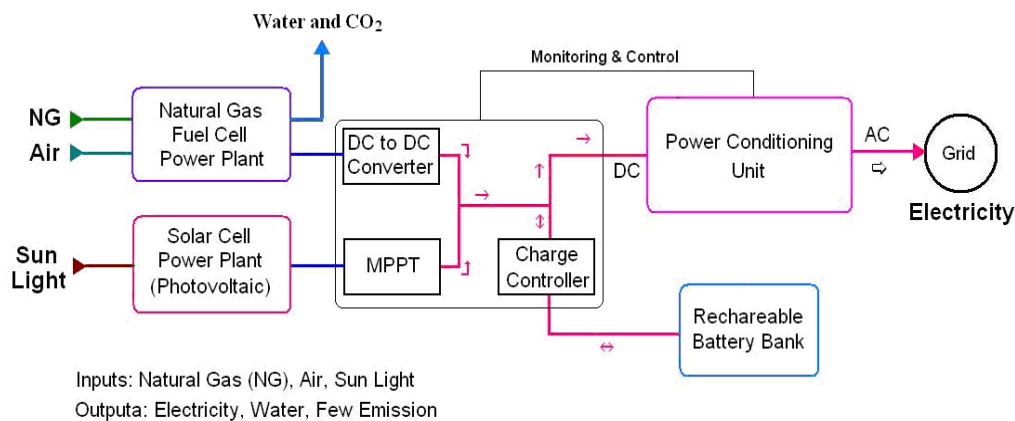 Water and CO2
Monitoring & Control
NG
Air
Natural Gas
Fuel Cell
Power Plant
DC to DC
Converter
DC
Power Conditioning
Unit
AC
Grid
Electricity
Sun
Light
Solar Cell
Power Plant
(Photovoltaic)
MPPT
Charge
Controller
Rechareable
Battery Bank
Inputs: Natural Gas (NG), Air, Sun Light
Outputa: Electricity, Water, Few Emission